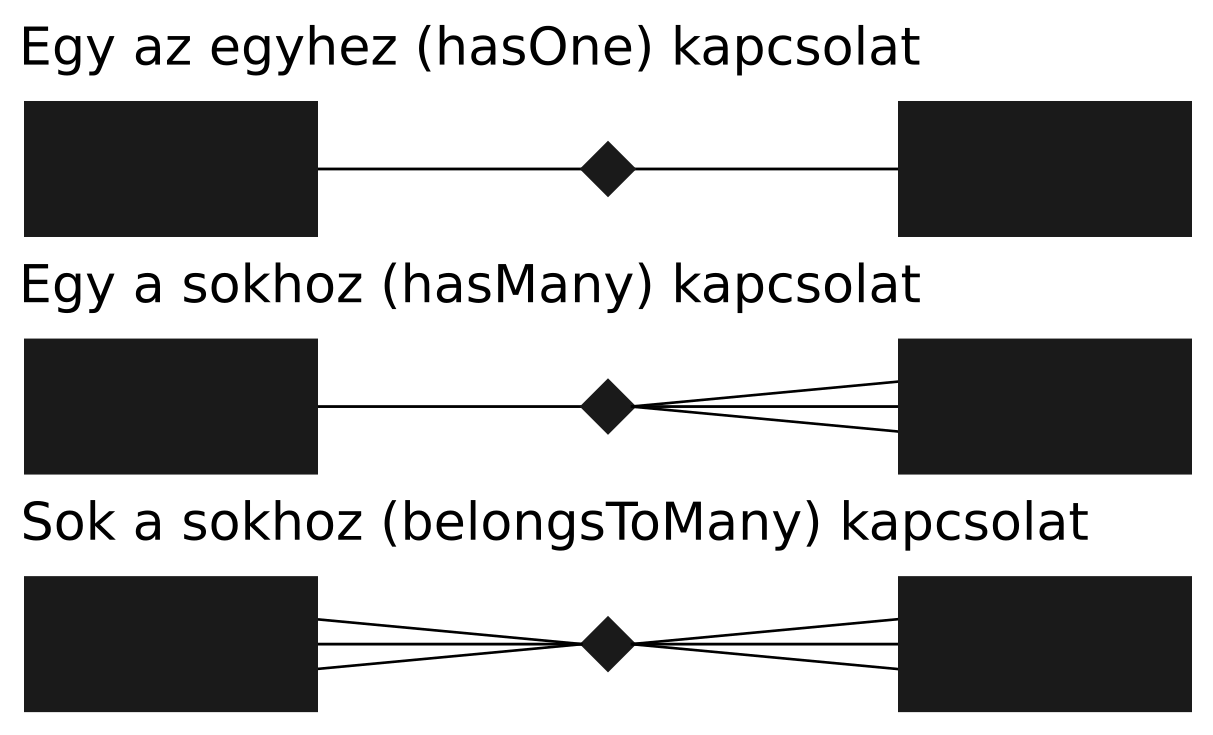 Egy az egyhez (hasOne) kapcsolat
Egy a sokhoz (hasMany) kapcsolat
Sok a sokhoz (belongsToMany) kapcsolat